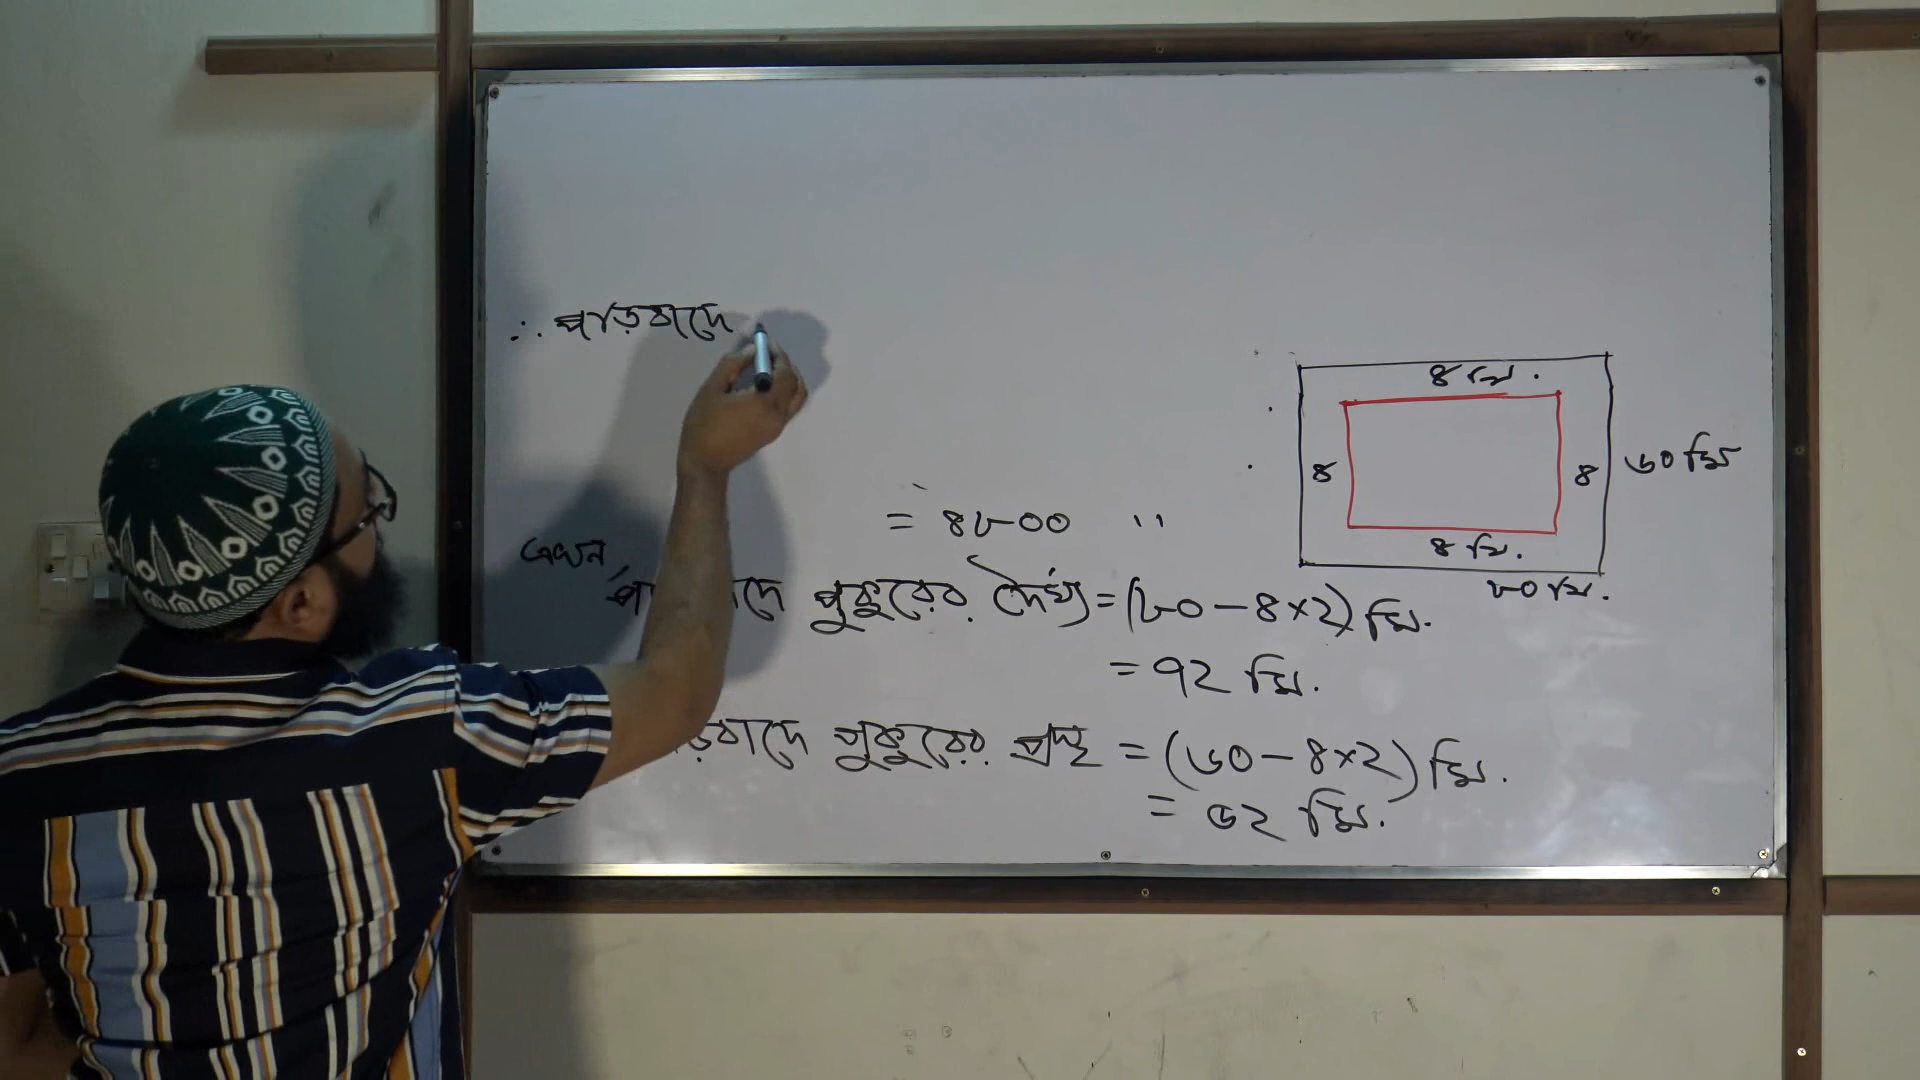 ∴ পাড়বাদে
= ৪৮০০ "
এখন,
পুকুরের দৈর্ঘ্য = (৮০ - ৪×২) মি.
= ৭২ মি.
ড়বাদে পুকুরের প্রস্থ = (৬০ - ৪×২) মি.
= ৫২ মি.
৪ মি.
৪
৪
৬০ মি
৪ মি.
৮০ মি.